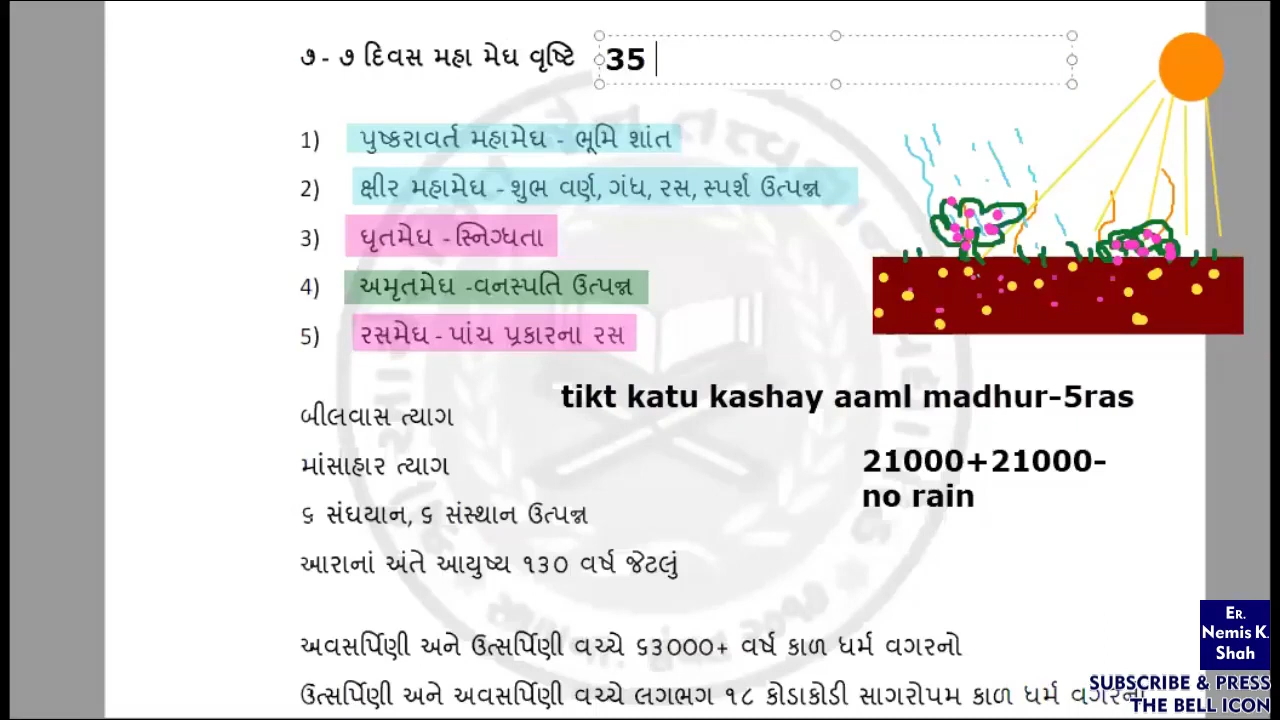 ૭ - ૭ દિવસ મહા મેઘ વૃષ્ટિ 35
1) પુષ્કરાવર્ત મહામેઘ - ભૂમિ શાંત
2) ક્ષીર મહામેઘ - શુભ વર્ણ, ગંધ, રસ, સ્પર્શ ઉત્પન્ન
3) ધૃતમેઘ - સ્નિગ્ધતા
4) અમૃતમેઘ -વનસ્પતિ ઉત્પન્ન
5) રસમેઘ - પાંચ પ્રકારના રસ
tikt katu kashay aaml madhur-5ras
બીલવાસ ત્યાગ
માંસાહાર ત્યાગ
21000+21000-
no rain
૬ સંઘયાન, ૬ સંસ્થાન ઉત્પન્ન
આરાનાં અંતે આયુષ્ય ૧૩૦ વર્ષ જેટલું
અવસર્પિણી અને ઉત્સર્પિણી વચ્ચે ૬૩૦૦૦+ વર્ષ કાળ ધર્મ વગરનો
ઉત્સર્પિણી અને અવસર્પિણી વચ્ચે લગભગ ૧૮ કોડાકોડી સાગરોપમ કાળ ધર્મ વગરનો
ER.
Nemis K.
Shah
SUBSCRIBE & PRESS
THE BELL ICON